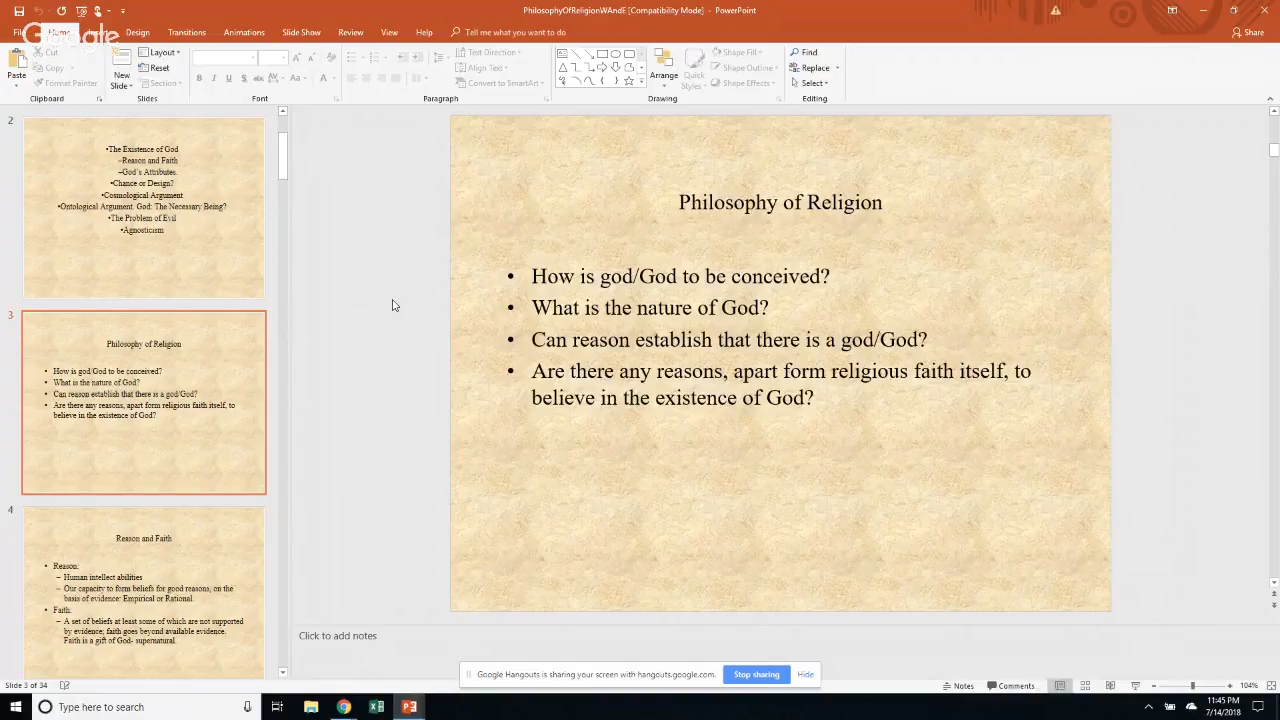 PhilosophyOfReligionWAndE [Compatibility Mode] - PowerPoint
File Home Insert Design Transitions Animations Slide Show Review View Help Tell me what you want to do Share
Google
Paste
Cut
Copy
Format Painter
Clipboard
New
Slide
Layout
Reset
Section
Slides
B I U S abc AV Aa A
Font
Text Direction
Align Text
Convert to SmartArt
Paragraph
Arrange
Quick
Styles
Shape Fill
Shape Outline
Shape Effects
Drawing
Find
Replace
Select
Editing
2
•The Existence of God
–Reason and Faith
–God`s Attributes.
•Chance or Design?
•Cosmological Argument
•Ontological Argument. God: The Necessary Being?
•The Problem of Evil
•Agnosticism
3
Philosophy of Religion
• How is god/God to be conceived?
• What is the nature of God?
• Can reason establish that there is a god/God?
• Are there any reasons, apart form religious faith itself, to
believe in the existence of God?
4
Reason and Faith
• Reason:
– Human intellect abilities
– Our capacity to form beliefs for good reasons, on the
basis of evidence: Empirical or Rational.
• Faith:
– A set of beliefs at least some of which are not supported
by evidence; faith goes beyond available evidence.
Faith is a gift of God- supernatural.
Philosophy of Religion
• How is god/God to be conceived?
• What is the nature of God?
• Can reason establish that there is a god/God?
• Are there any reasons, apart form religious faith itself, to
believe in the existence of God?
Click to add notes
Google Hangouts is sharing your screen with hangouts.google.com. Stop sharing Hide
Slide 3 of 34
Notes Comments 104%
Type here to search
11:45 PM
7/14/2018